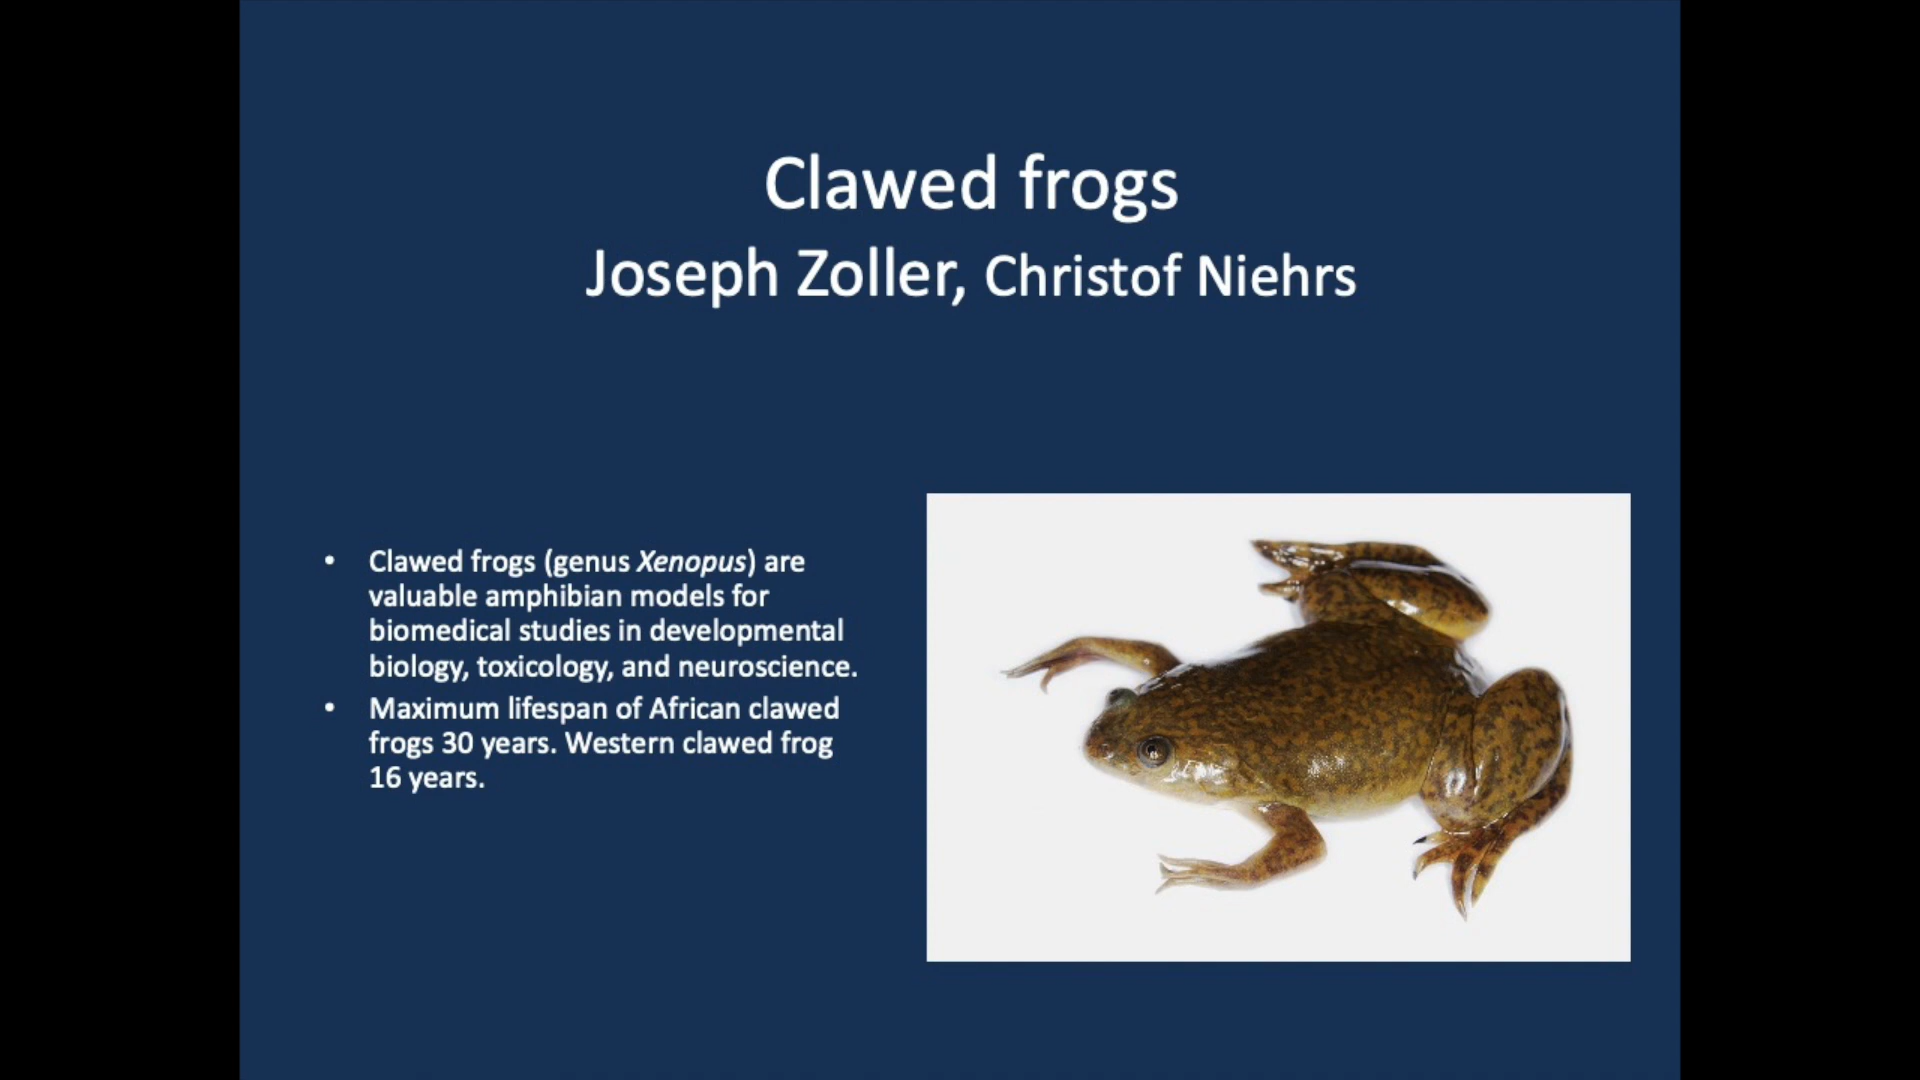 Clawed frogs
Joseph Zoller, Christof Niehrs
• Clawed frogs (genus Xenopus) are
valuable amphibian models for
biomedical studies in developmental
biology, toxicology, and neuroscience.
• Maximum lifespan of African clawed
frogs 30 years. Western clawed frog
16 years.